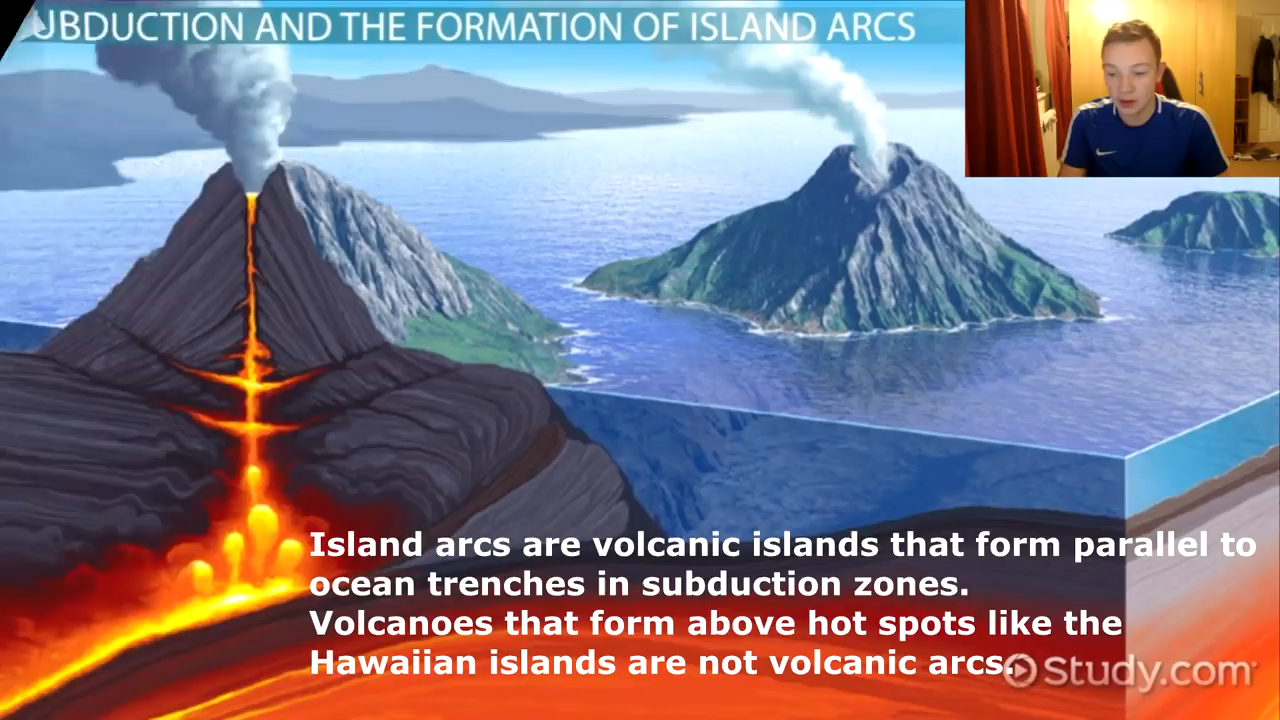 UBDUCTION AND THE FORMATION OF ISLAND ARCS
Island arcs are volcanic islands that form parallel to
ocean trenches in subduction zones.
Volcanoes that form above hot spots like the
Hawaiian islands are not volcanic arcs.
Study.com